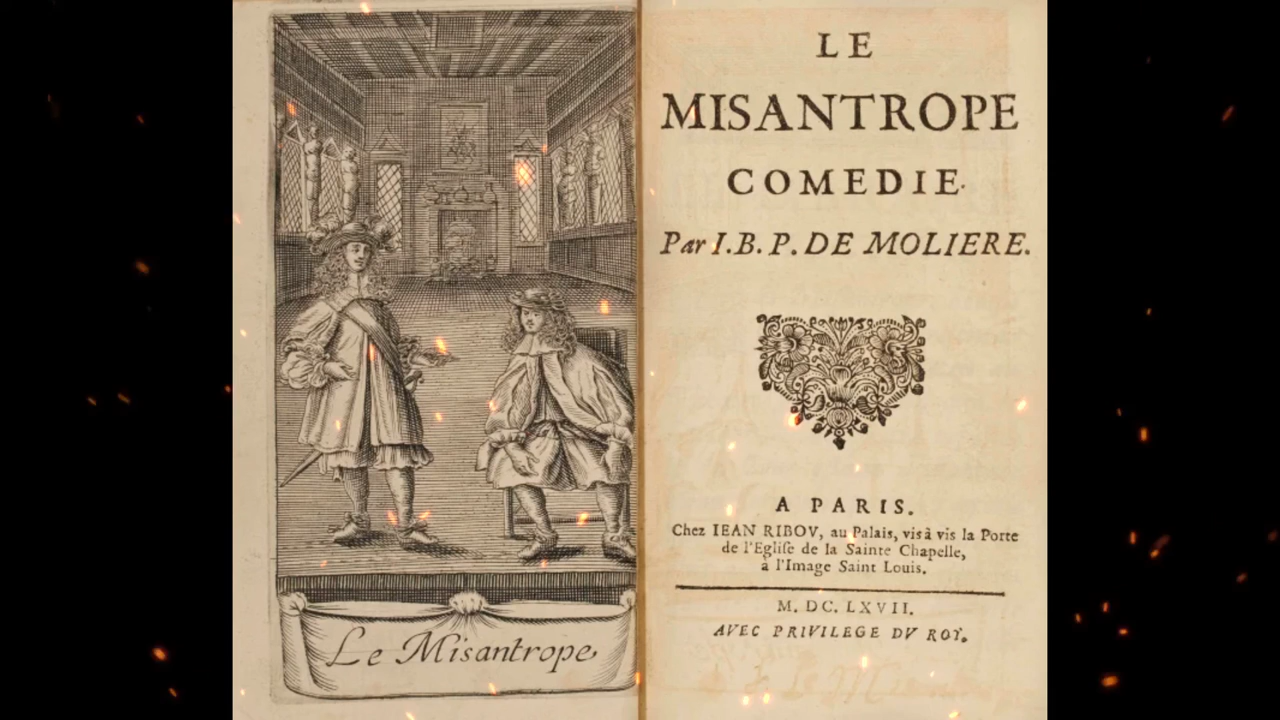 Le Misantrope
LE
MISANTROPE
COMEDIE.
Par I.B.P. DE MOLIERE.
A PARIS.
Chez IEAN RIBOV, au Palais, vis à vis la Porte
de l'Eglise de la Sainte Chapelle,
à l'Image Saint Louis.
M. DC. LXVII.
AVEC PRIVILEGE DV ROY.